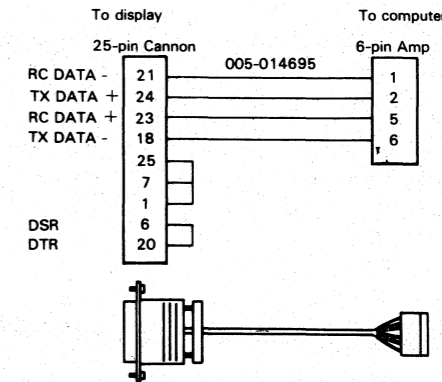 To display
To computer
25-pin Cannon
005-014695
6-pin Amp
RC DATA - 21 1
TX DATA + 24 2
RC DATA + 23 5
TX DATA - 18 6
25
7
1
DSR 6
DTR 20